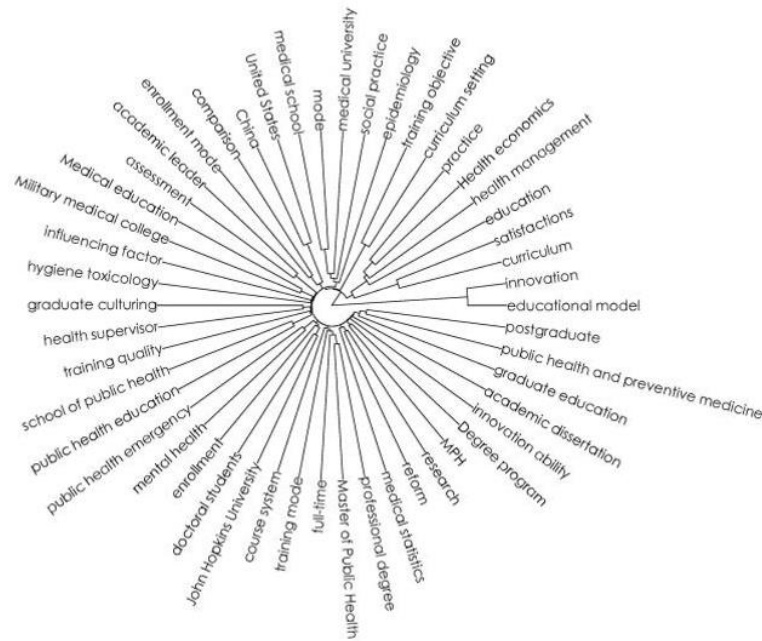 medical university
social practice
epidemiology
training objective
curriculum setting
practice
Health economics
health management
education
satisfactions
curriculum
innovation
educational model
postgraduate
public health and preventive medicine
graduate education
academic dissertation
innovation ability
Degree program
MPH
research
reform
medical statistics
professional degree
Master of Public Health
full-time
training mode
course system
John Hopkins University
doctoral students
enrollment
mental health
public health emergency
public health education
school of public health
training quality
health supervisor
graduate culturing
hygiene toxicology
influencing factor
Military medical college
Medical education
assessment
academic leader
enrollment mode
comparison
China
United States
medical school
mode